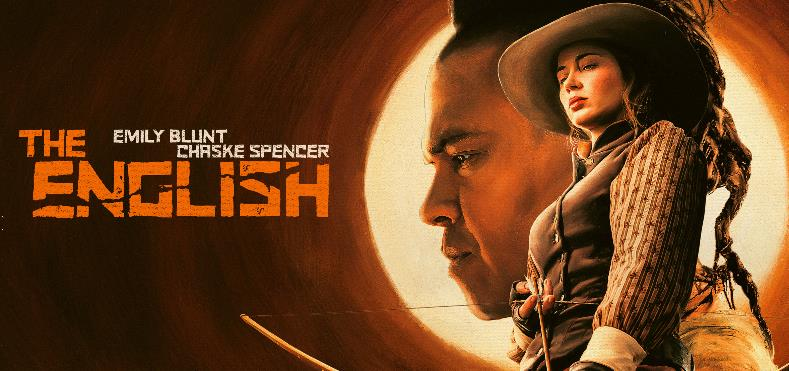 THE
EMILY BLUNT
CHASKE SPENCER
ENGLISH